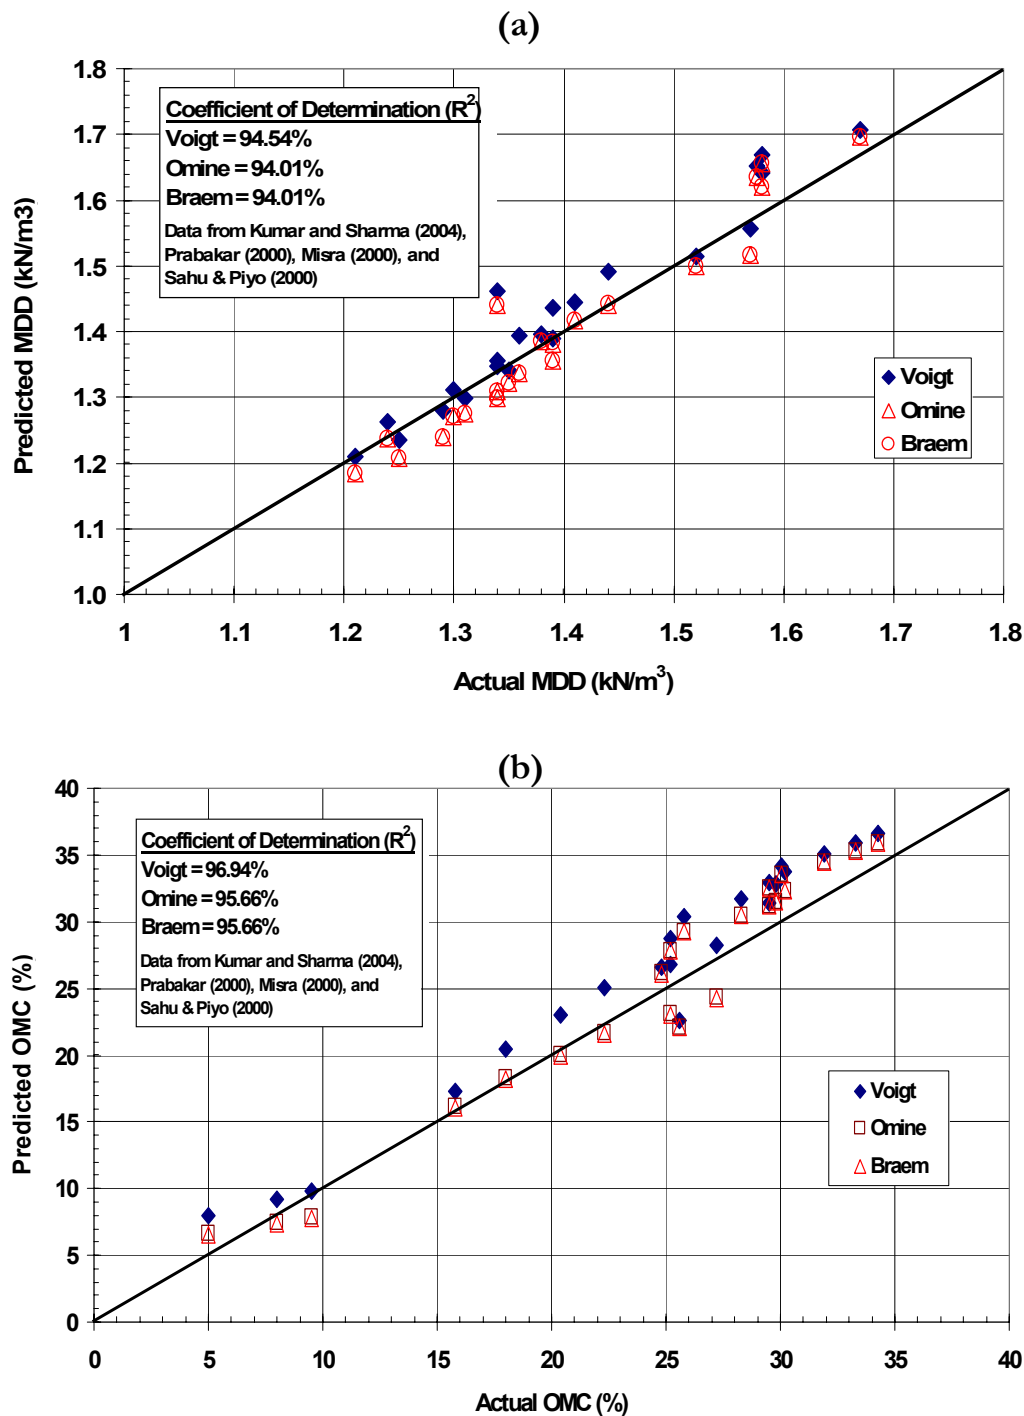 (a)
Coefficient of Determination (R²)
Voigt = 94.54%
Omine = 94.01%
Braem = 94.01%
Data from Kumar and Sharma (2004),
Prabakar (2000), Misra (2000), and
Sahu & Piyo (2000)
1.8
1.7
1.6
1.5
1.4
1.3
1.2
1.1
1.0
Predicted MDD (kN/m3)
Voigt
Omine
Braem
1 1.1 1.2 1.3 1.4 1.5 1.6 1.7 1.8
Actual MDD (kN/m³)
(b)
Coefficient of Determination (R²)
Voigt = 96.94%
Omine = 95.66%
Braem = 95.66%
Data from Kumar and Sharma (2004),
Prabakar (2000), Misra (2000), and
Sahu & Piyo (2000)
40
35
30
25
20
15
10
5
0
Predicted OMC (%)
Voigt
Omine
Braem
0 5 10 15 20 25 30 35 40
Actual OMC (%)